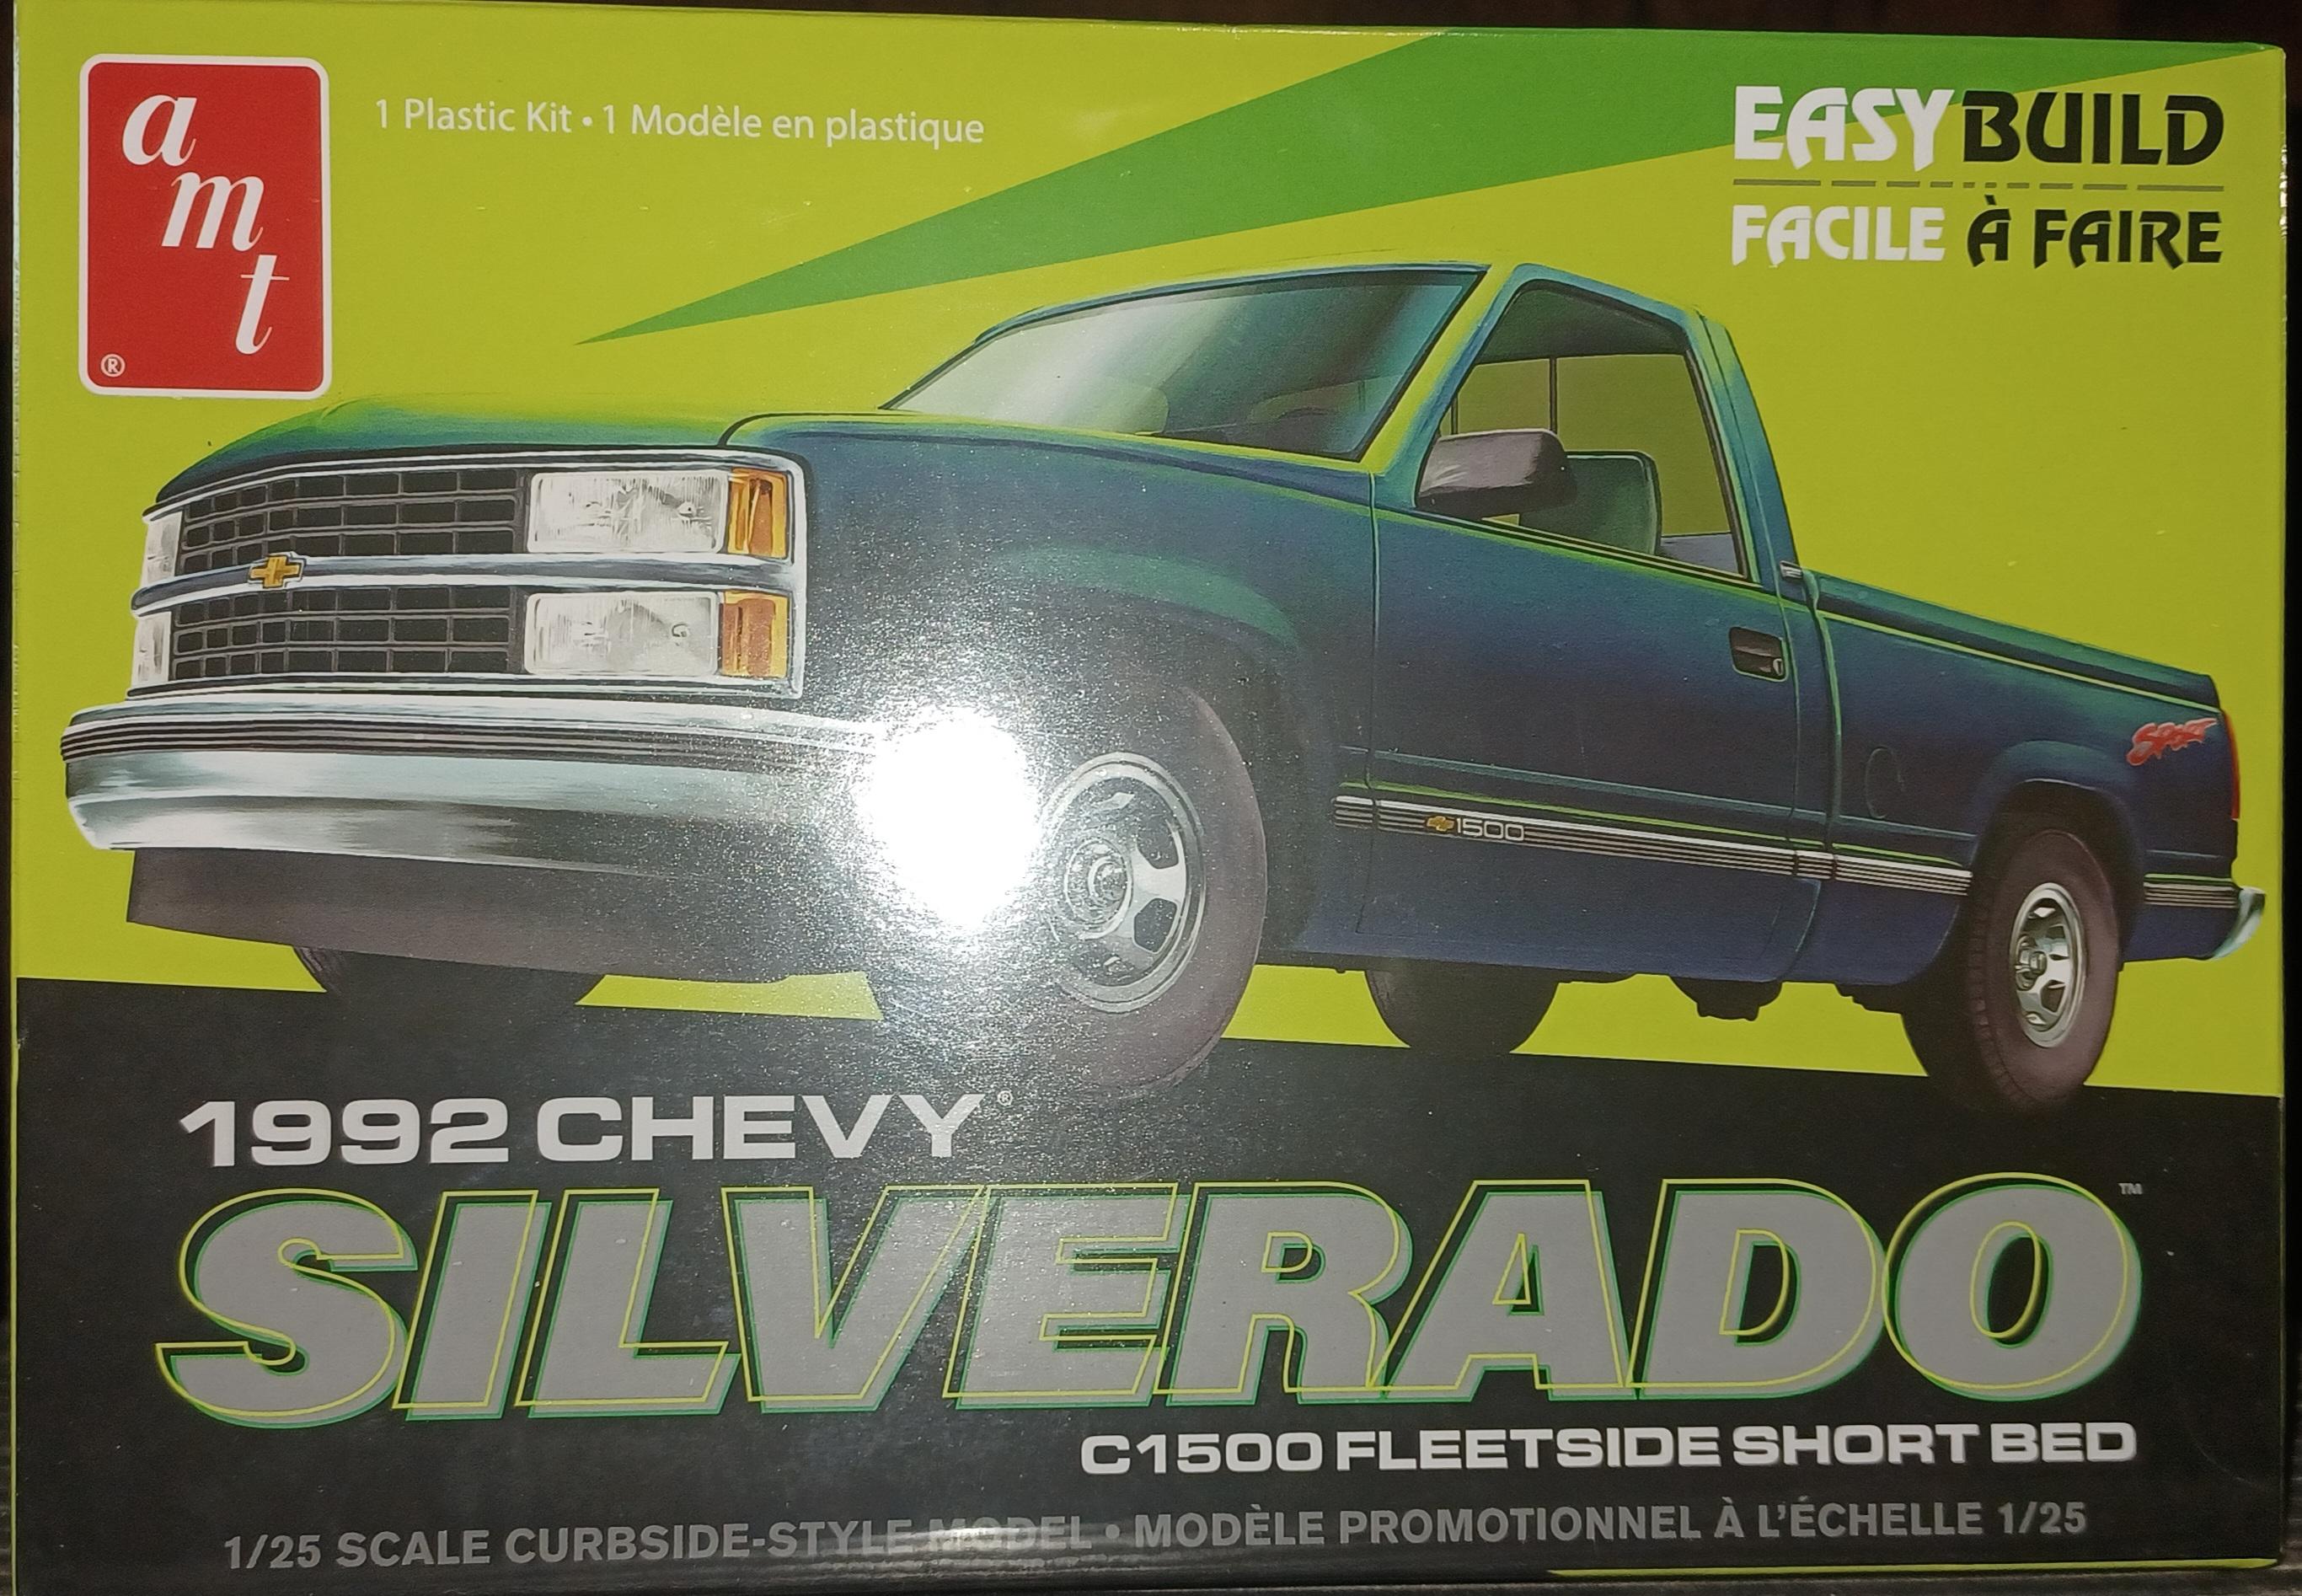 amt
®
1 Plastic Kit • 1 Modèle en plastique
EASY BUILD
FACILE À FAIRE
1500
SPORT
1992 CHEVY®
SILVERADO™
C1500 FLEETSIDE SHORT BED
1/25 SCALE CURBSIDE-STYLE MODEL • MODÈLE PROMOTIONNEL À L'ÉCHELLE 1/25